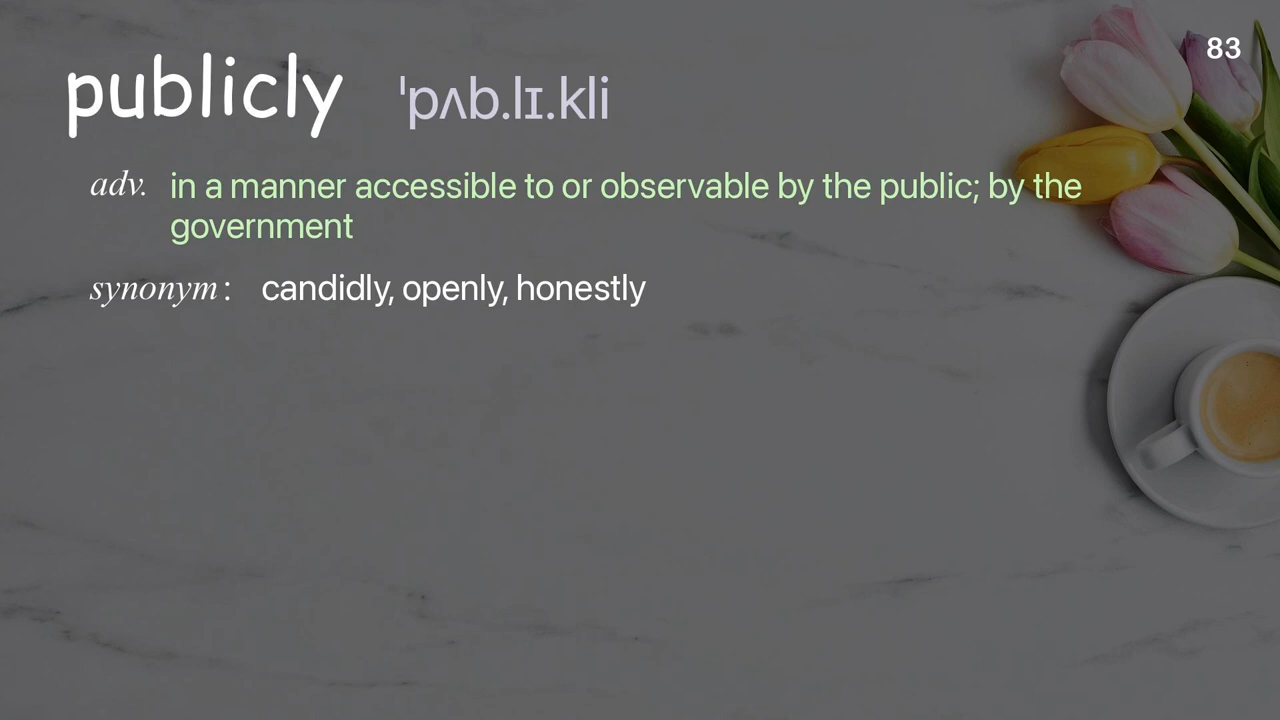 83
publicly ˈpʌb.lɪ.kli
adv. in a manner accessible to or observable by the public; by the
government
synonym : candidly, openly, honestly